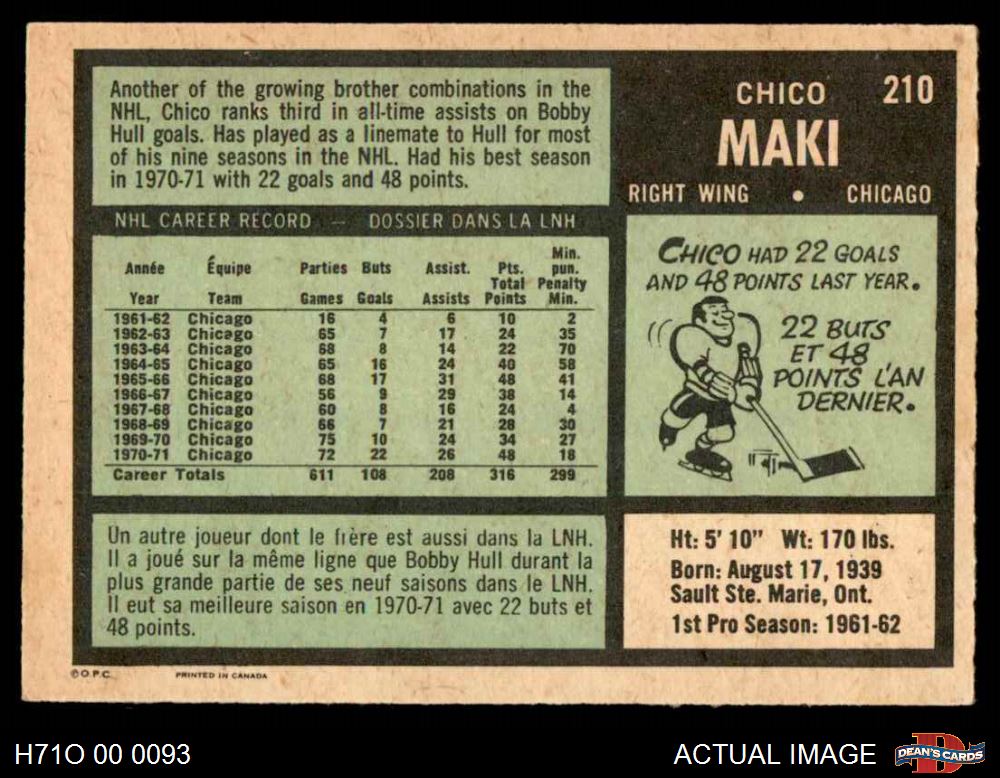 Another of the growing brother combinations in the
NHL, Chico ranks third in all-time assists on Bobby
Hull goals. Has played as a linemate to Hull for most
of his nine seasons in the NHL. Had his best season
in 1970-71 with 22 goals and 48 points.
CHICO 210
MAKI
RIGHT WING • CHICAGO
NHL CAREER RECORD — DOSSIER DANS LA LNH
Année Équipe Parties Buts Assist. Pts. Total Min. pun.
Year Team Games Goals Assists Points Penalty Min.
1961-62 Chicago 16 4 6 10 2
1962-63 Chicago 65 7 17 24 35
1963-64 Chicago 68 8 14 22 70
1964-65 Chicago 65 16 24 40 58
1965-66 Chicago 68 17 31 48 41
1966-67 Chicago 56 9 29 38 14
1967-68 Chicago 60 8 16 24 4
1968-69 Chicago 66 7 21 28 30
1969-70 Chicago 75 10 24 34 27
1970-71 Chicago 72 22 26 48 18
Career Totals 611 108 208 316 299
CHICO HAD 22 GOALS
AND 48 POINTS LAST YEAR.
22 BUTS
ET 48
POINTS L'AN
DERNIER.
Un autre joueur dont le frère est aussi dans la LNH.
Il a joué sur la même ligne que Bobby Hull durant la
plus grande partie de ses neuf saisons dans le LNH.
Il eut sa meilleure saison en 1970-71 avec 22 buts et
48 points.
Ht: 5' 10" Wt: 170 lbs.
Born: August 17, 1939
Sault Ste. Marie, Ont.
1st Pro Season: 1961-62
©O.P.C. PRINTED IN CANADA
H71O 00 0093
ACTUAL IMAGE
DEAN'S CARDS